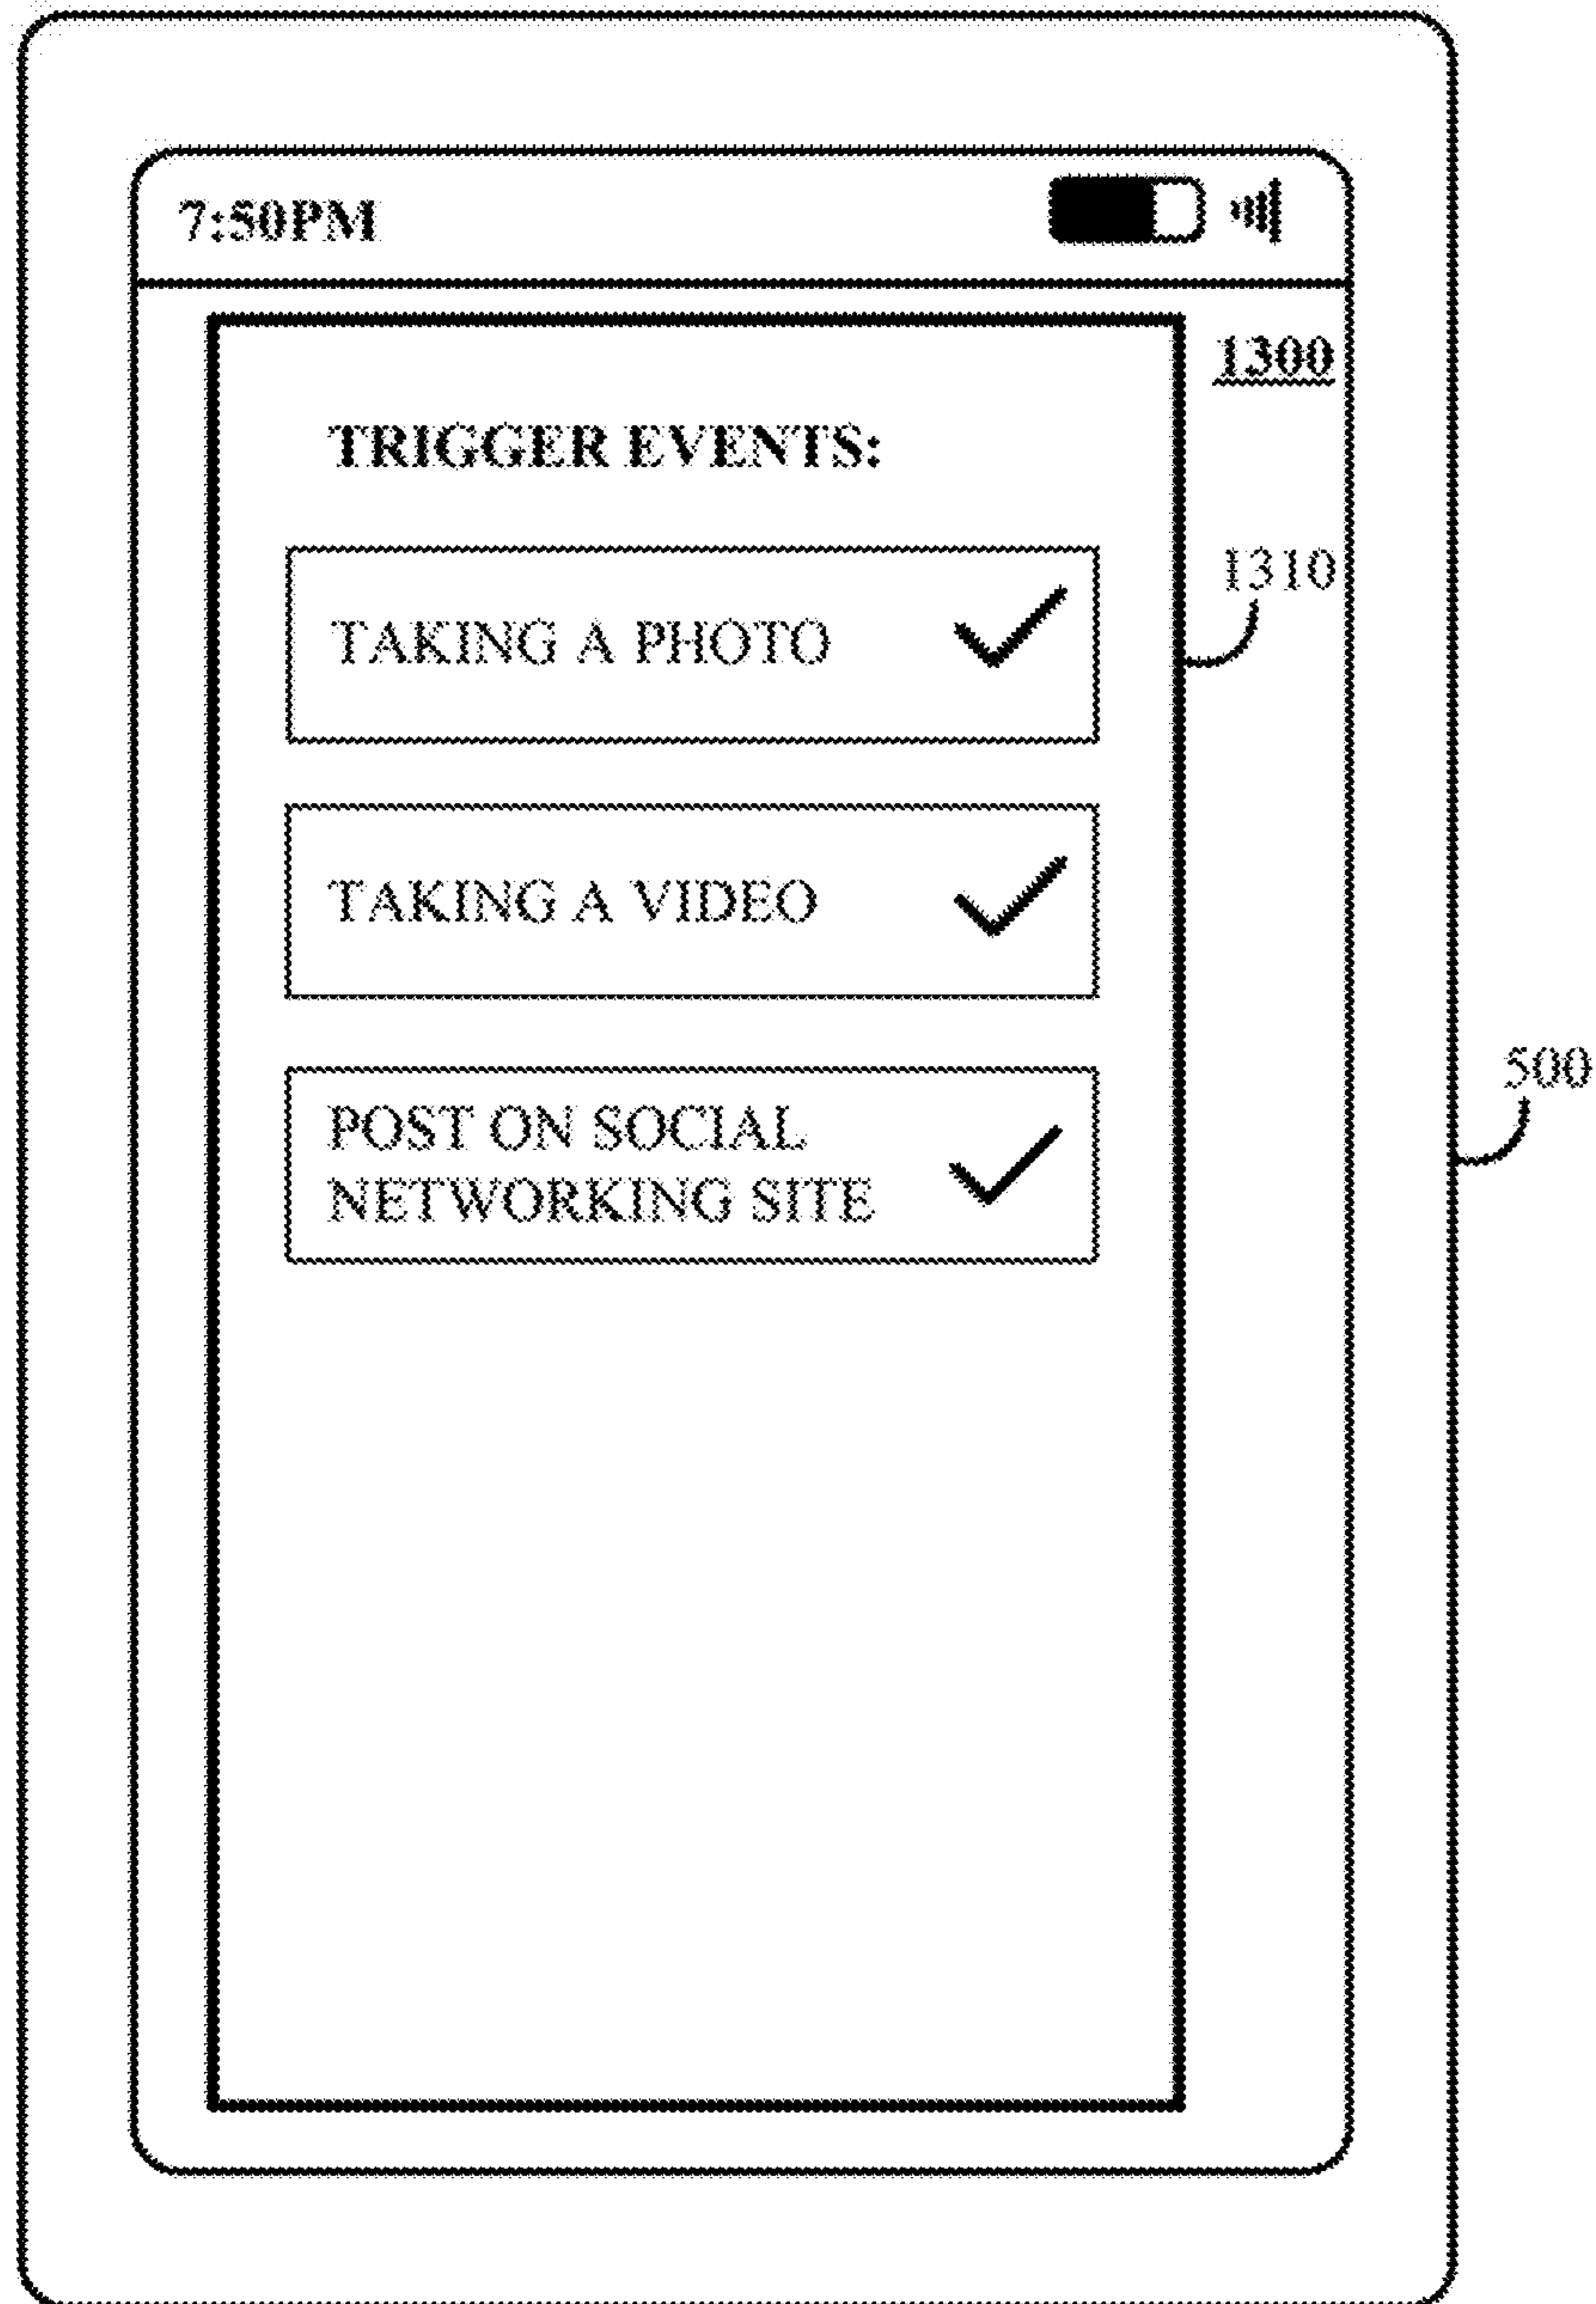 7:50PM
1300
TRIGGER EVENTS:
1310
TAKING A PHOTO
TAKING A VIDEO
500
POST ON SOCIAL
NETWORKING SITE